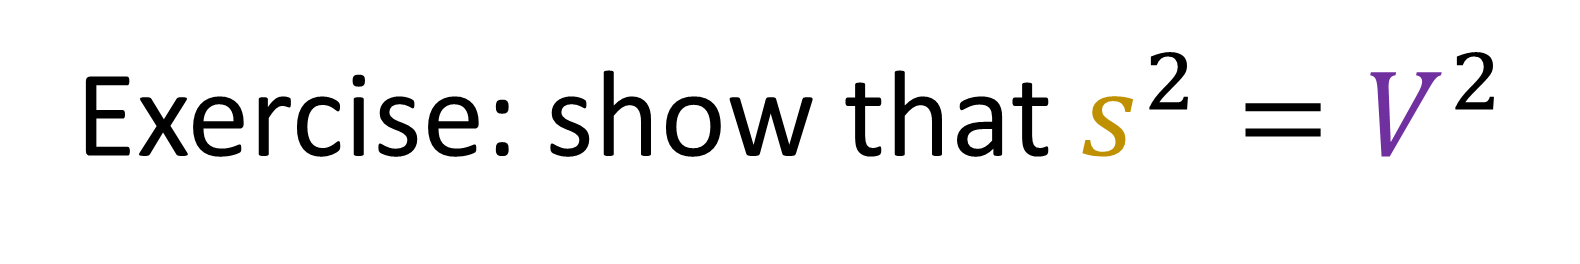 Exercise: show that s² = V²